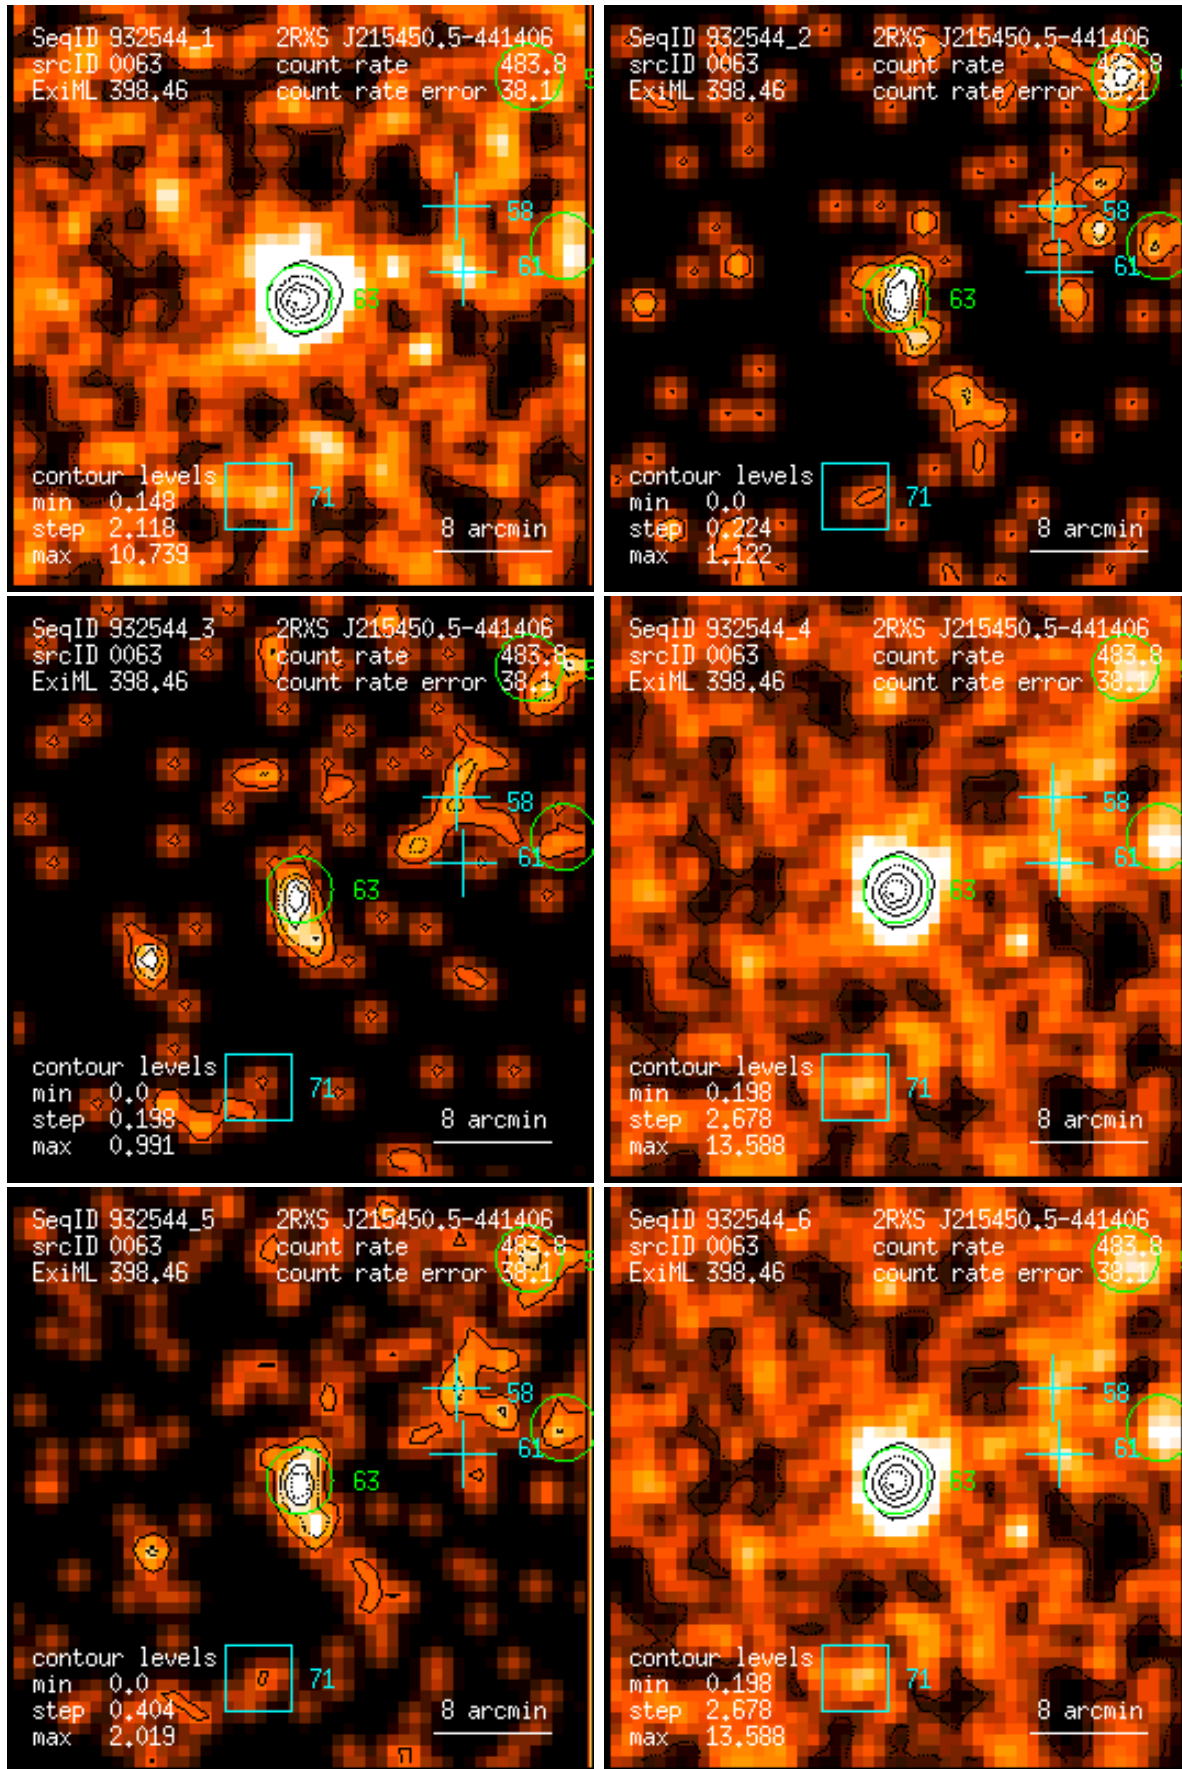 SeqID 932544_1 2RXS J215450.5-441406
srcID 0063 count rate 483.8
ExiML 398.46 count rate error 38.1
58
61
63
contour levels
min 0.148 71
step 2.118 8 arcmin
max 10.739
SeqID 932544_2 2RXS J215450.5-441406
srcID 0063 count rate 483.8
ExiML 398.46 count rate error 38.1
58
61
63
contour levels
min 0.0 71
step 0.224 8 arcmin
max 1.122
SeqID 932544_3 2RXS J215450.5-441406
srcID 0063 count rate 483.8
ExiML 398.46 count rate error 38.1
58
61
63
contour levels
min 0.0 71
step 0.198 8 arcmin
max 0.991
SeqID 932544_4 2RXS J215450.5-441406
srcID 0063 count rate 483.8
ExiML 398.46 count rate error 38.1
58
61
63
contour levels
min 0.198 71
step 2.678 8 arcmin
max 13.588
SeqID 932544_5 2RXS J215450.5-441406
srcID 0063 count rate 483.8
ExiML 398.46 count rate error 38.1
58
61
63
contour levels
min 0.0 71
step 0.404 8 arcmin
max 2.019
SeqID 932544_6 2RXS J215450.5-441406
srcID 0063 count rate 483.8
ExiML 398.46 count rate error 38.1
58
61
63
contour levels
min 0.198 71
step 2.678 8 arcmin
max 13.588